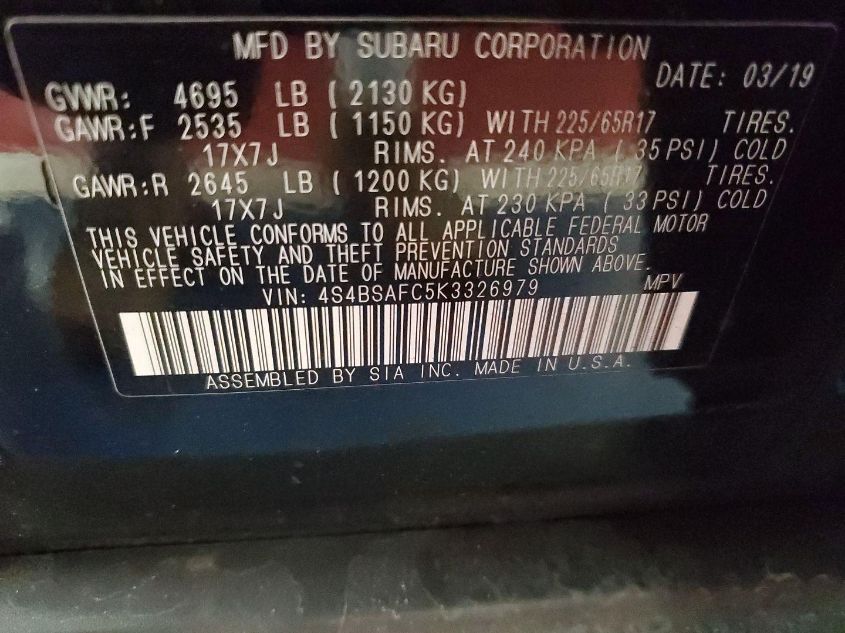 MFD BY SUBARU CORPORATION
DATE: 03/19
GVWR: 4695 LB ( 2130 KG)
GAWR:F 2535 LB ( 1150 KG) WITH 225/65R17 TIRES.
17X7J RIMS. AT 240 KPA ( 35 PSI) COLD
GAWR:R 2645 LB ( 1200 KG) WITH 225/65R17 TIRES.
17X7J RIMS. AT 230 KPA ( 33 PSI) COLD
THIS VEHICLE CONFORMS TO ALL APPLICABLE FEDERAL MOTOR
VEHICLE SAFETY AND THEFT PREVENTION STANDARDS
IN EFFECT ON THE DATE OF MANUFACTURE SHOWN ABOVE.
VIN: 4S4BSAFC5K3326979 MPV
ASSEMBLED BY SIA INC. MADE IN U.S.A.